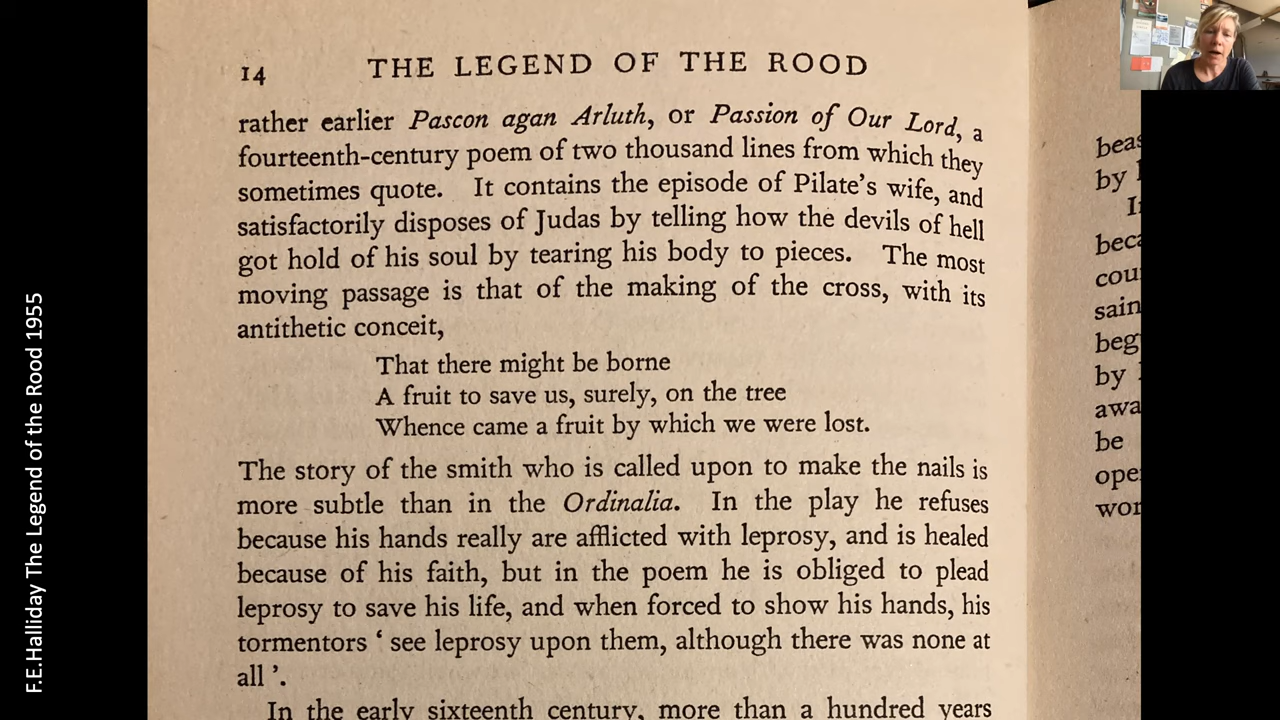 14 THE LEGEND OF THE ROOD
rather earlier Pascon agan Arluth, or Passion of Our Lord, a
fourteenth-century poem of two thousand lines from which they
sometimes quote. It contains the episode of Pilate's wife, and
satisfactorily disposes of Judas by telling how the devils of hell
got hold of his soul by tearing his body to pieces. The most
moving passage is that of the making of the cross, with its
antithetic conceit,
That there might be borne
A fruit to save us, surely, on the tree
Whence came a fruit by which we were lost.
The story of the smith who is called upon to make the nails is
more subtle than in the Ordinalia. In the play he refuses
because his hands really are afflicted with leprosy, and is healed
because of his faith, but in the poem he is obliged to plead
leprosy to save his life, and when forced to show his hands, his
tormentors ‘ see leprosy upon them, although there was none at
all ’.
In the early sixteenth century, more than a hundred years
by
be
F.E.Halliday The Legend of the Rood 1955